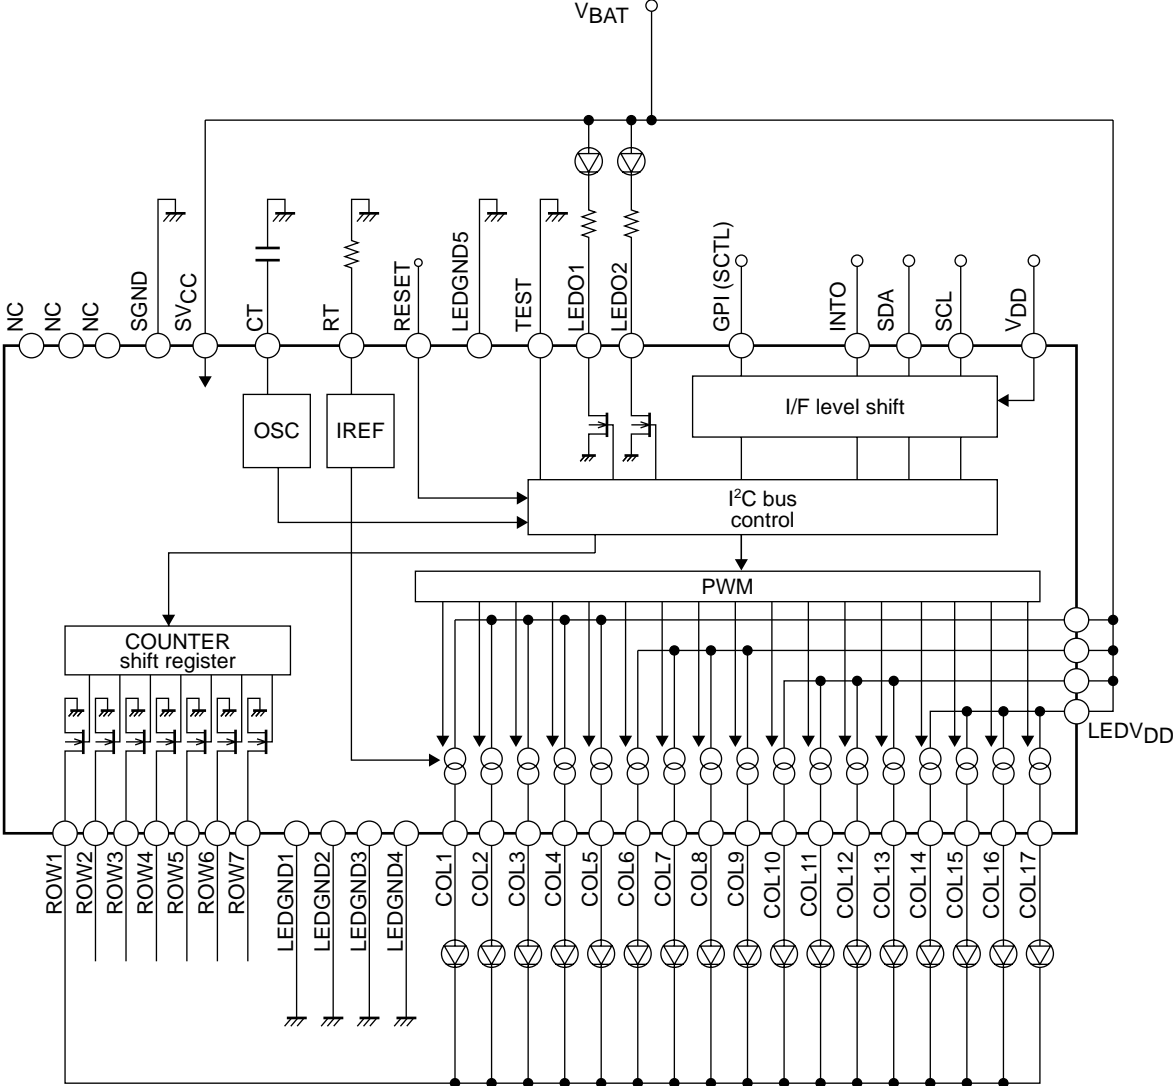 VBAT
NC
NC
NC
SGND
SVCC
CT
RT
RESET
LEDGND5
TEST
LEDO1
LEDO2
GPI (SCTL)
INTO
SDA
SCL
VDD
OSC
IREF
I/F level shift
I²C bus
control
PWM
COUNTER
shift register
LEDVDD
ROW1
ROW2
ROW3
ROW4
ROW5
ROW6
ROW7
LEDGND1
LEDGND2
LEDGND3
LEDGND4
COL1
COL2
COL3
COL4
COL5
COL6
COL7
COL8
COL9
COL10
COL11
COL12
COL13
COL14
COL15
COL16
COL17